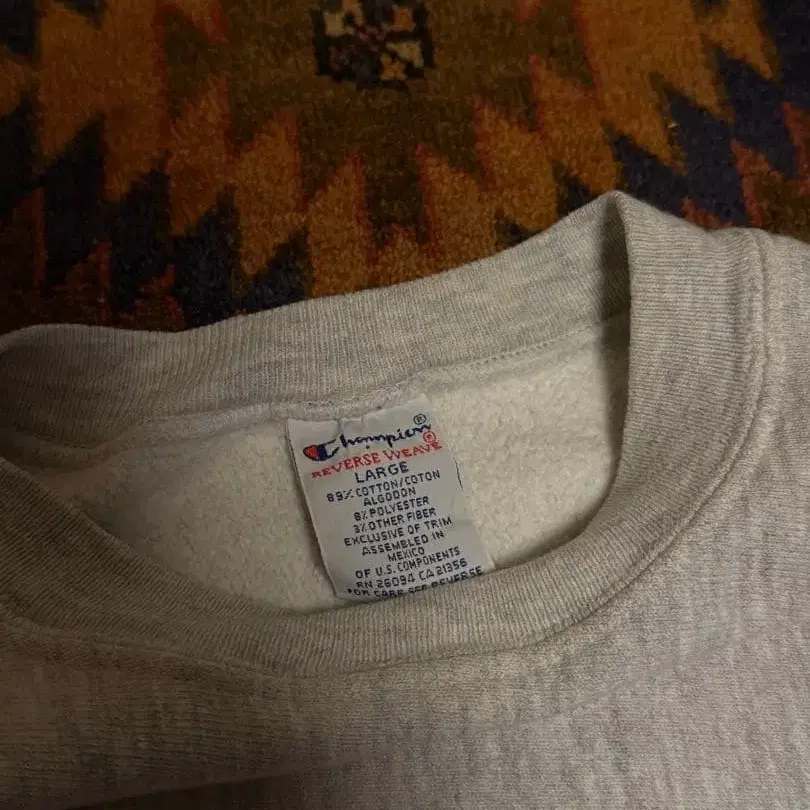 Champion®
REVERSE WEAVE®
LARGE
89% COTTON/COTON
ALGODON
8% POLYESTER
3% OTHER FIBER
EXCLUSIVE OF TRIM
ASSEMBLED IN
MEXICO
OF U.S. COMPONENTS
RN 26094 CA 21356
FOR CARE SEE REVERSE